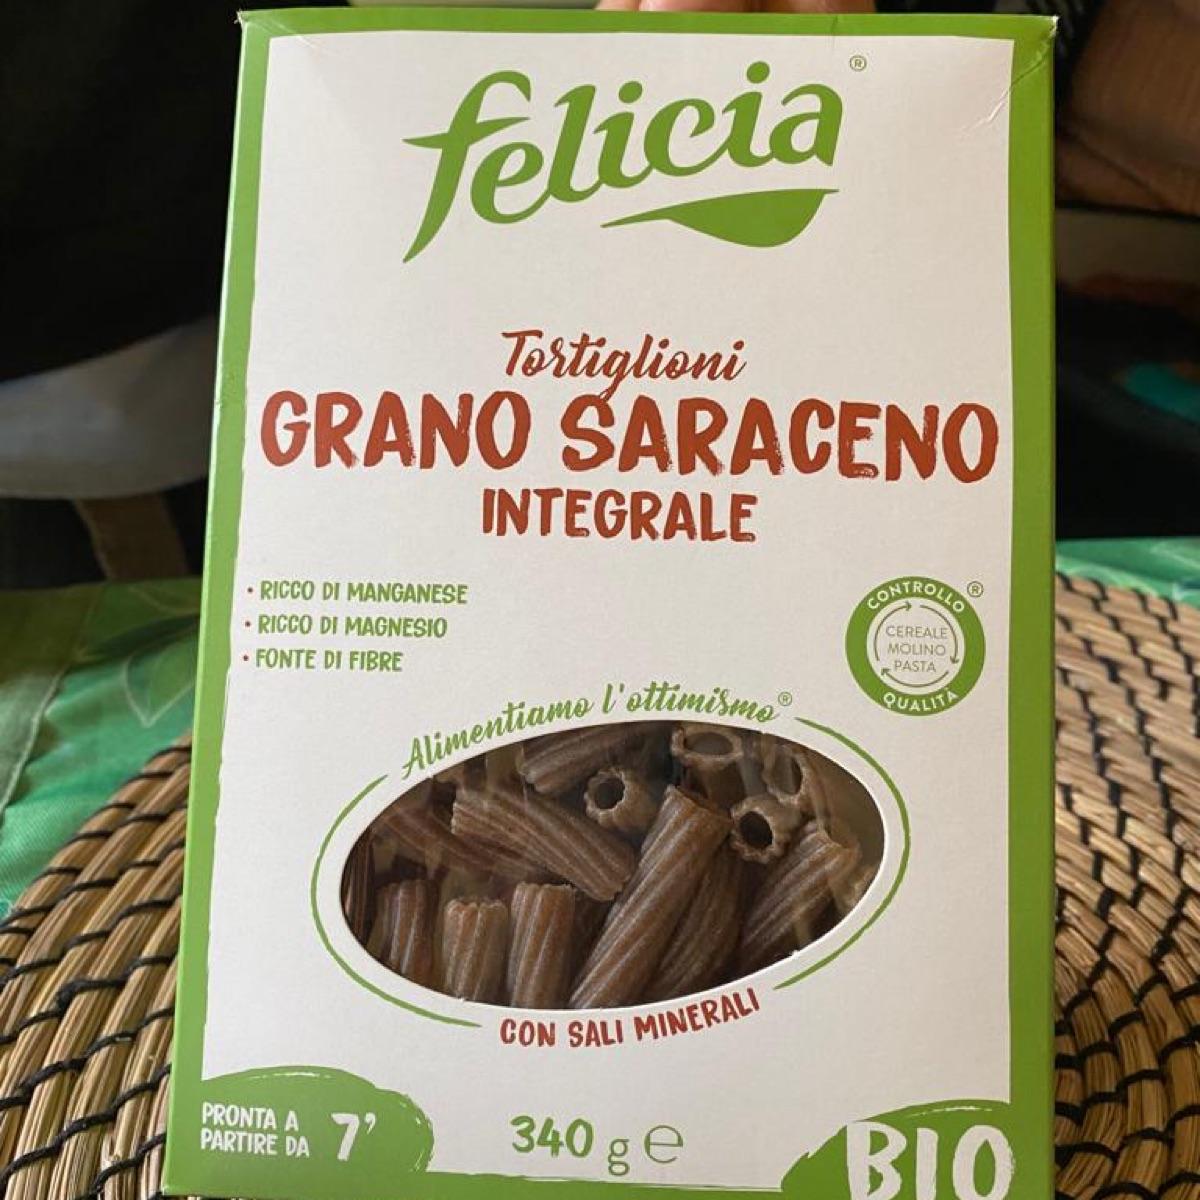 felicia®
Tortiglioni
GRANO SARACENO
INTEGRALE
• RICCO DI MANGANESE
• RICCO DI MAGNESIO
• FONTE DI FIBRE
CONTROLLO ®
CEREALE
MOLINO
PASTA
QUALITÀ
Alimentiamo l'ottimismo®
CON SALI MINERALI
PRONTA A
PARTIRE DA 7’
340 g e
BIO